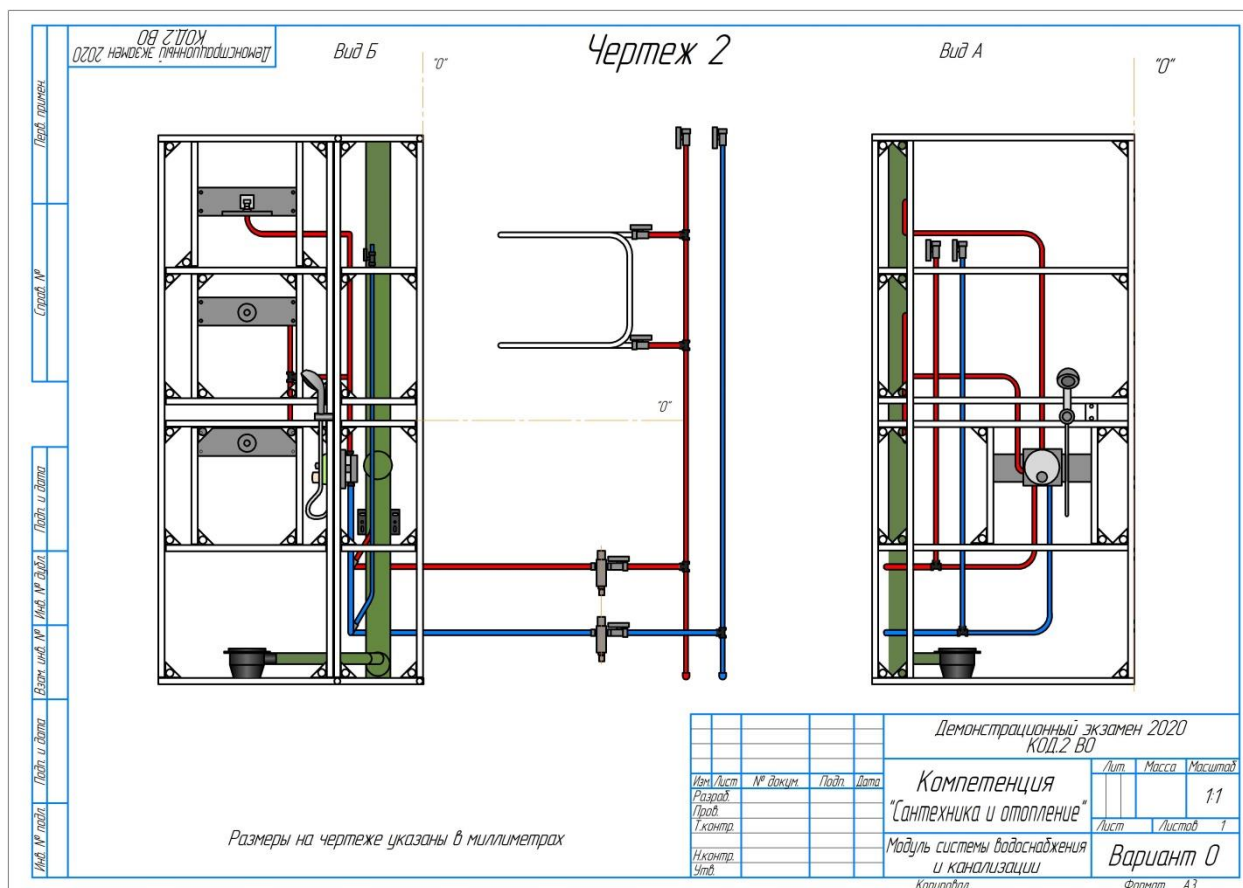 Демонстрационный экзамен 2020
КОД.2 ВО
Вид Б
"0"
Чертеж 2
Вид А
"0"
"0"
Перв. примен.
Справ. №
Подп. и дата
Инв. № дубл.
Взам. инв. №
Подп. и дата
Инв. № подл.
Размеры на чертеже указаны в миллиметрах
Демонстрационный экзамен 2020
КОД.2 ВО
Изм. Лист № докум. Подп. Дата
Разраб.
Пров.
Т.контр.
Н.контр.
Утв.
Компетенция
"Сантехника и отопление"
Модуль системы водоснабжения
и канализации
Лит. Масса Масштаб
1:1
Лист Листов 1
Вариант 0
Копировал Формат А3